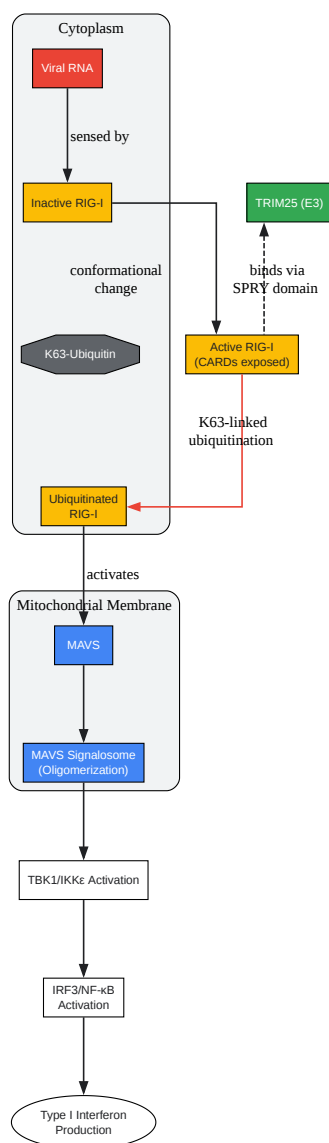 Cytoplasm
Viral RNA
sensed by
Inactive RIG-I
TRIM25 (E3)
conformational
change
binds via
SPRY domain
K63-Ubiquitin
Active RIG-I
(CARDs exposed)
K63-linked
ubiquitination
Ubiquitinated
RIG-I
activates
Mitochondrial Membrane
MAVS
MAVS Signalosome
(Oligomerization)
TBK1/IKKε Activation
IRF3/NF-κB
Activation
Type I Interferon
Production